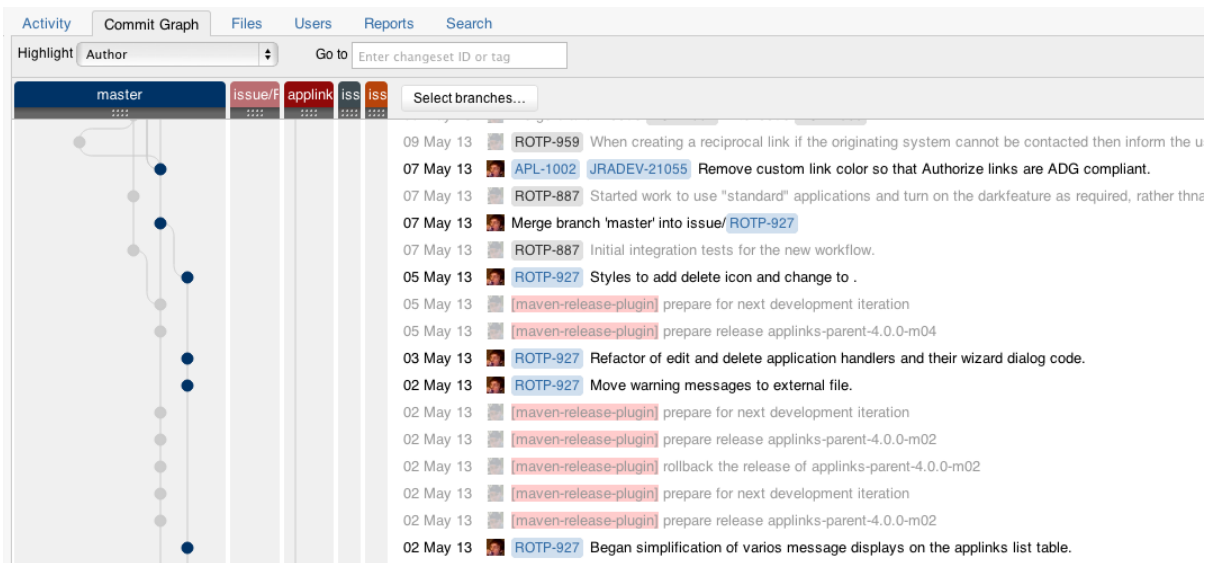 Activity Commit Graph Files Users Reports Search
Highlight Author Go to Enter changeset ID or tag
master issue/F applink iss iss Select branches...
09 May 13 ROTP-959 When creating a reciprocal link if the originating system cannot be contacted then inform the u
07 May 13 APL-1002 JRADEV-21055 Remove custom link color so that Authorize links are ADG compliant.
07 May 13 ROTP-887 Started work to use "standard" applications and turn on the darkfeature as required, rather thna
07 May 13 Merge branch 'master' into issue/ROTP-927
07 May 13 ROTP-887 Initial integration tests for the new workflow.
05 May 13 ROTP-927 Styles to add delete icon and change to .
05 May 13 [maven-release-plugin] prepare for next development iteration
05 May 13 [maven-release-plugin] prepare release applinks-parent-4.0.0-m04
03 May 13 ROTP-927 Refactor of edit and delete application handlers and their wizard dialog code.
02 May 13 ROTP-927 Move warning messages to external file.
02 May 13 [maven-release-plugin] prepare for next development iteration
02 May 13 [maven-release-plugin] prepare release applinks-parent-4.0.0-m02
02 May 13 [maven-release-plugin] rollback the release of applinks-parent-4.0.0-m02
02 May 13 [maven-release-plugin] prepare for next development iteration
02 May 13 [maven-release-plugin] prepare release applinks-parent-4.0.0-m02
02 May 13 ROTP-927 Began simplification of varios message displays on the applinks list table.